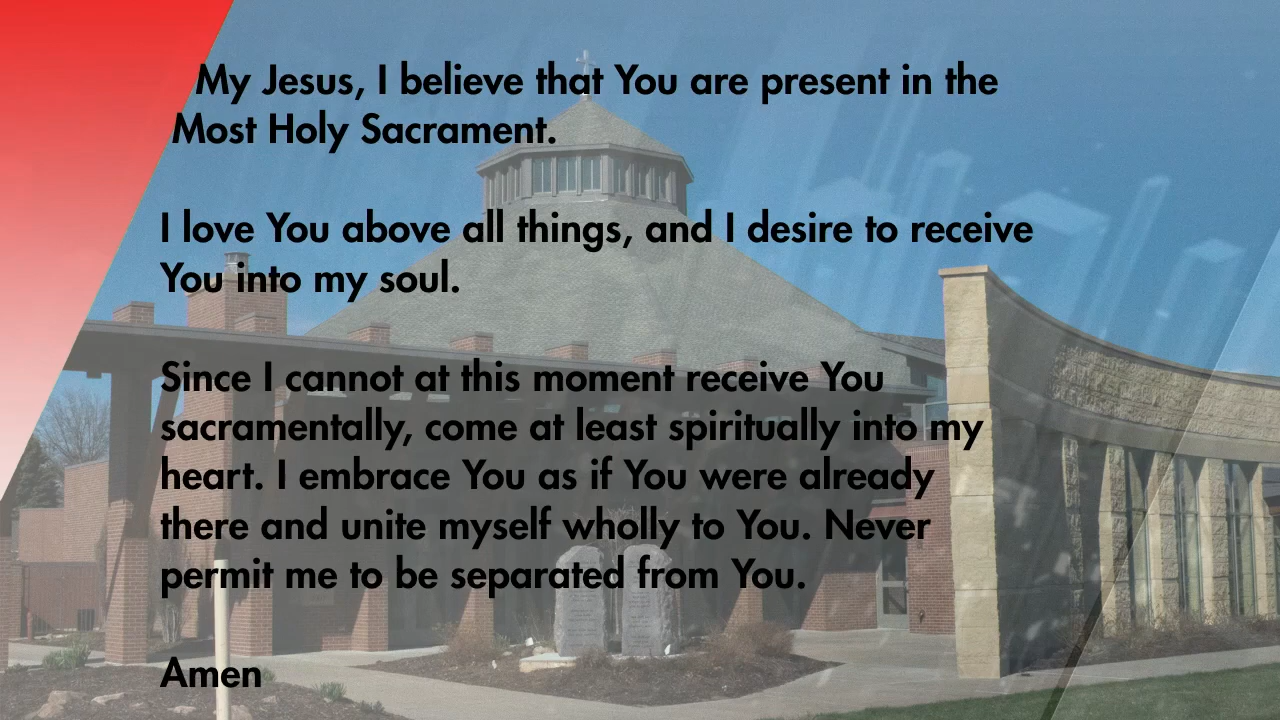 My Jesus, I believe that You are present in the
Most Holy Sacrament.
I love You above all things, and I desire to receive
You into my soul.
Since I cannot at this moment receive You
sacramentally, come at least spiritually into my
heart. I embrace You as if You were already
there and unite myself wholly to You. Never
permit me to be separated from You.
Amen